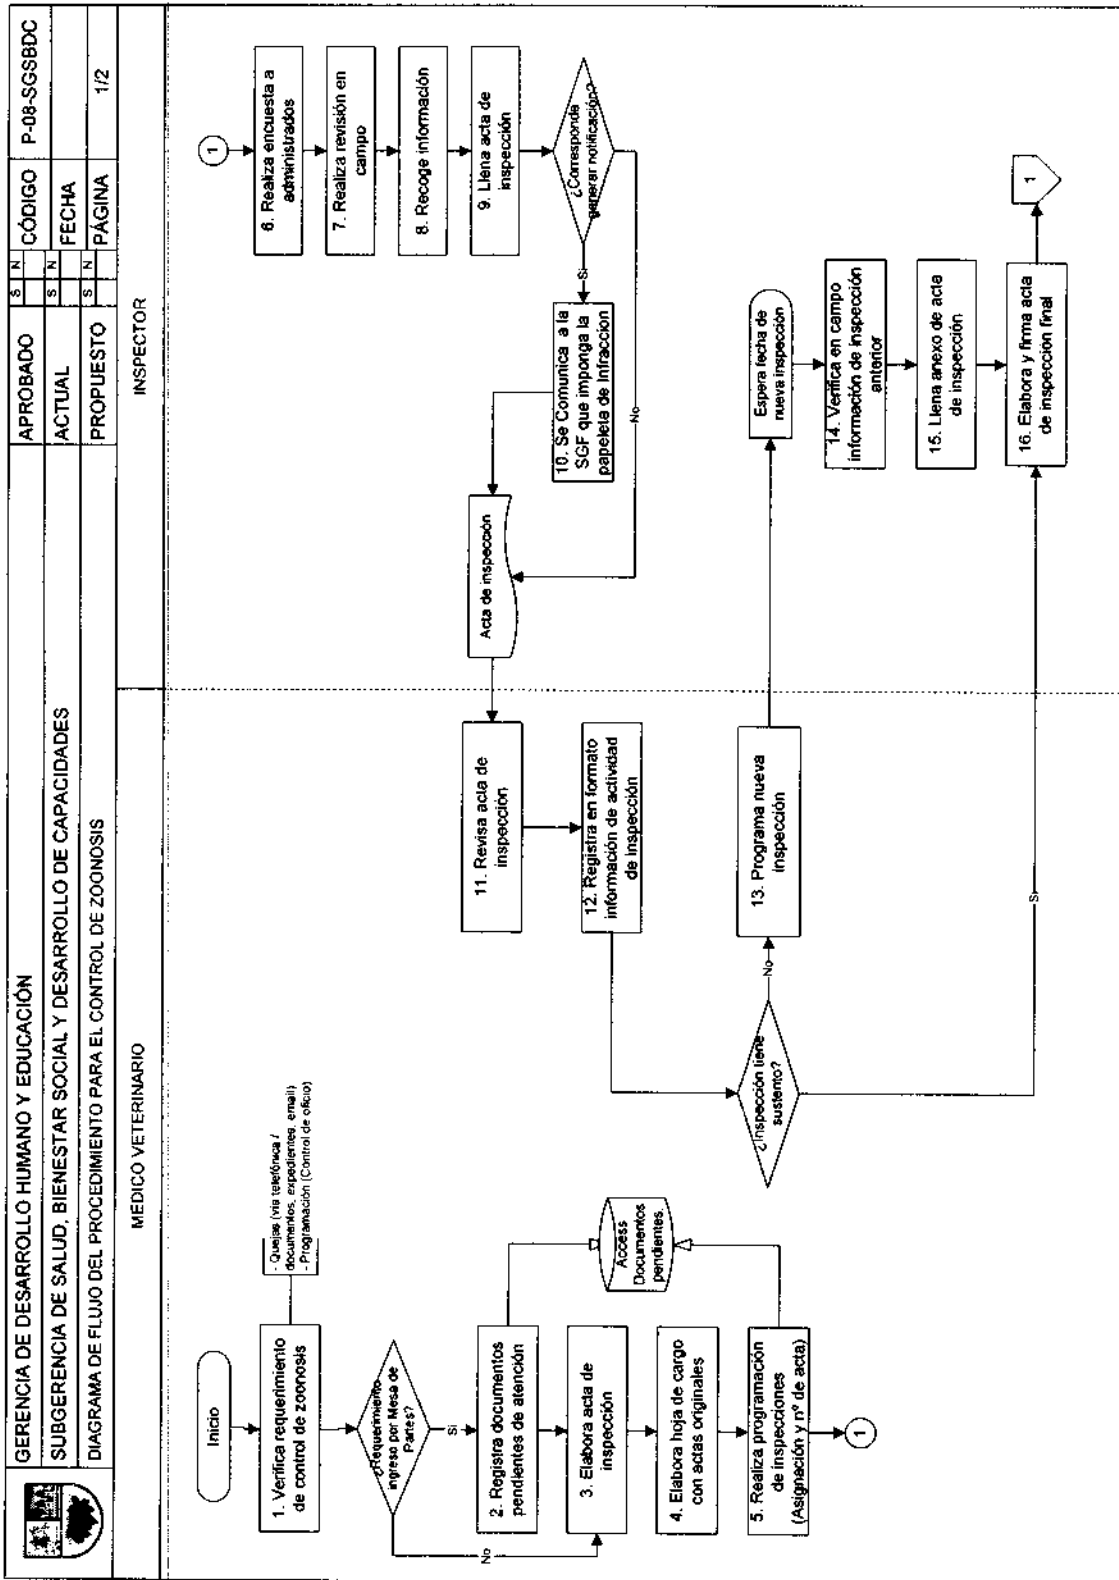 GERENCIA DE DESARROLLO HUMANO Y EDUCACIÓN
APROBADO
S N
CÓDIGO
P-08-SGSBDC
SUBGERENCIA DE SALUD, BIENESTAR SOCIAL Y DESARROLLO DE CAPACIDADES
ACTUAL
S N
FECHA
DIAGRAMA DE FLUJO DEL PROCEDIMIENTO PARA EL CONTROL DE ZOONOSIS
PROPUESTO
S N
PÁGINA
1/2
MEDICO VETERINARIO
INSPECTOR
Inicio
1. Verifica requerimiento
de control de zoonosis
- Quejas (vía telefónica /
documentos, expedientes, email)
- Programación (Control de oficio)
¿Requerimiento
ingreso por Mesa de
Partes?
Si
No
2. Registra documentos
pendientes de atención
3. Elabora acta de
inspección
4. Elabora hoja de cargo
con actas originales
5. Realiza programación
de inspecciones
(Asignación y nº de acta)
Access
Documentos
pendientes.
1
1
6. Realiza encuesta a
administrados
7. Realiza revisión en
campo
8. Recoge información
9. Llena acta de
inspección
¿Corresponde
generar notificación?
Si
No
10. Se Comunica a la
SGF que imponga la
papeleta de Infraccion
Acta de inspección
11. Revisa acta de
inspección
12. Registra en formato
información de actividad
de inspección
¿Inspección tiene
sustento?
No
Si
13. Programa nueva
inspección
Espera fecha de
nueva inspección
14. Verifica en campo
información de inspección
anterior
15. Llena anexo de acta
de inspección
16. Elabora y firma acta
de inspección final
1